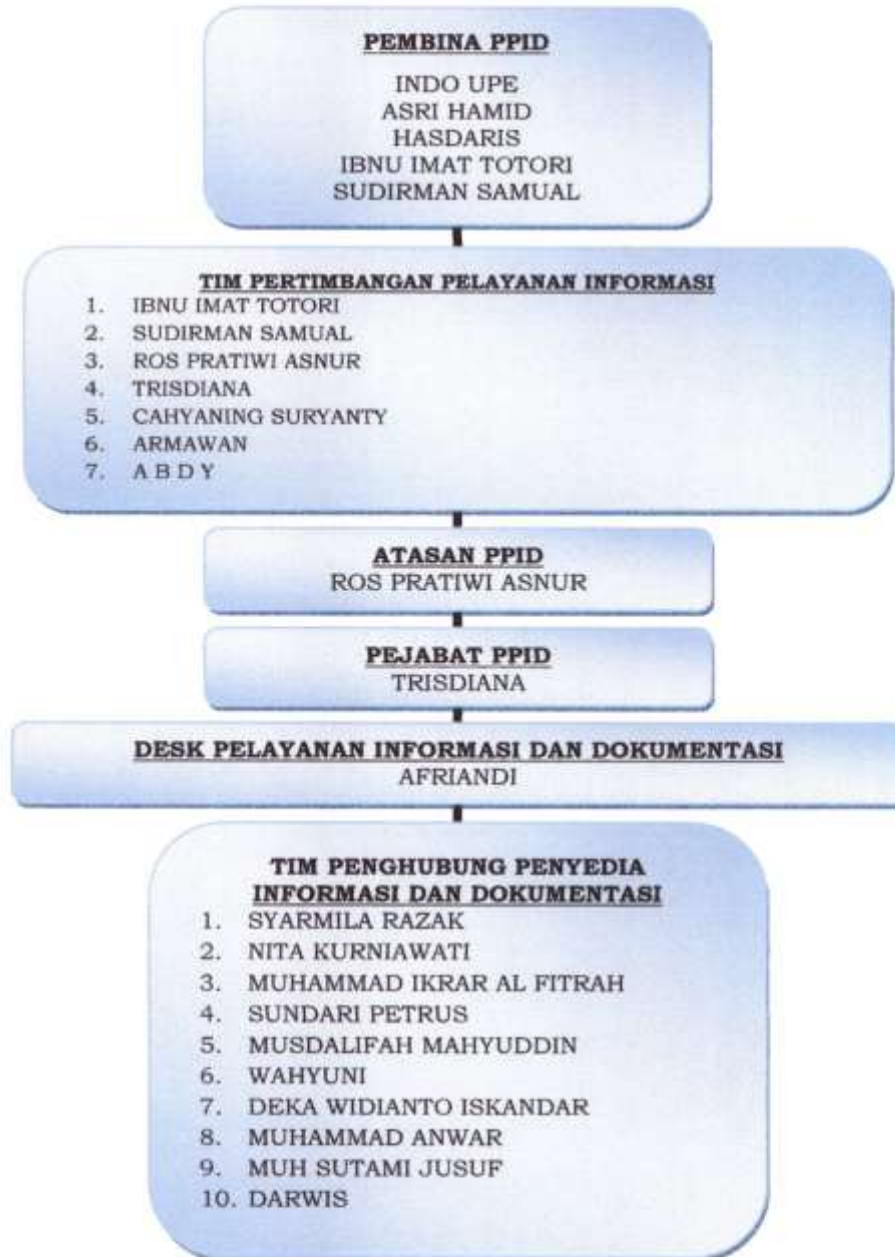 PEMBINA PPID
INDO UPE
ASRI HAMID
HASDARIS
IBNU IMAT TOTORI
SUDIRMAN SAMUAL
TIM PERTIMBANGAN PELAYANAN INFORMASI
1. IBNU IMAT TOTORI
2. SUDIRMAN SAMUAL
3. ROS PRATIWI ASNUR
4. TRISDIANA
5. CAHYANING SURYANTY
6. ARMAWAN
7. A B D Y
ATASAN PPID
ROS PRATIWI ASNUR
PEJABAT PPID
TRISDIANA
DESK PELAYANAN INFORMASI DAN DOKUMENTASI
AFRIANDI
TIM PENGHUBUNG PENYEDIA
INFORMASI DAN DOKUMENTASI
1. SYARMILA RAZAK
2. NITA KURNIAWATI
3. MUHAMMAD IKRAR AL FITRAH
4. SUNDARI PETRUS
5. MUSDALIFAH MAHYUDDIN
6. WAHYUNI
7. DEKA WIDIANTO ISKANDAR
8. MUHAMMAD ANWAR
9. MUH SUTAMI JUSUF
10. DARWIS